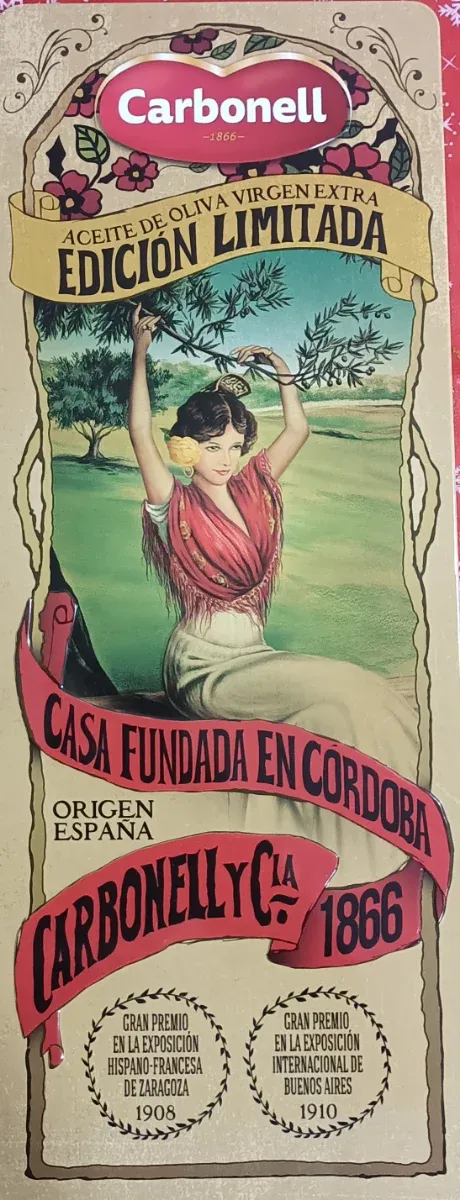 Carbonell
-1866-
ACEITE DE OLIVA VIRGEN EXTRA
EDICIÓN LIMITADA
CASA FUNDADA EN CÓRDOBA
ORIGEN
ESPAÑA
CARBONELL Y CIA.
1866
GRAN PREMIO
EN LA EXPOSICIÓN
HISPANO-FRANCESA
DE ZARAGOZA
1908
GRAN PREMIO
EN LA EXPOSICIÓN
INTERNACIONAL DE
BUENOS AIRES
1910